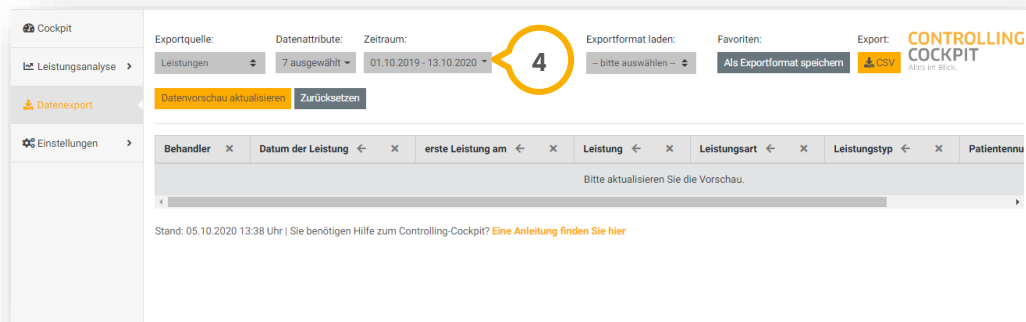 Cockpit
Leistungsanalyse
Datenexport
Einstellungen
Exportquelle: Datenattribute: Zeitraum: Exportformat laden: Favoriten: Export:
Leistungen 7 ausgewählt 01.10.2019 - 13.10.2020 4 -- bitte auswählen -- Als Exportformat speichern CSV
CONTROLLING
COCKPIT
Alles im Blick.
Datenvorschau aktualisieren Zurücksetzen
Behandler Datum der Leistung erste Leistung am Leistung Leistungsart Leistungstyp Patientennu
Bitte aktualisieren Sie die Vorschau.
Stand: 05.10.2020 13:38 Uhr | Sie benötigen Hilfe zum Controlling-Cockpit? Eine Anleitung finden Sie hier